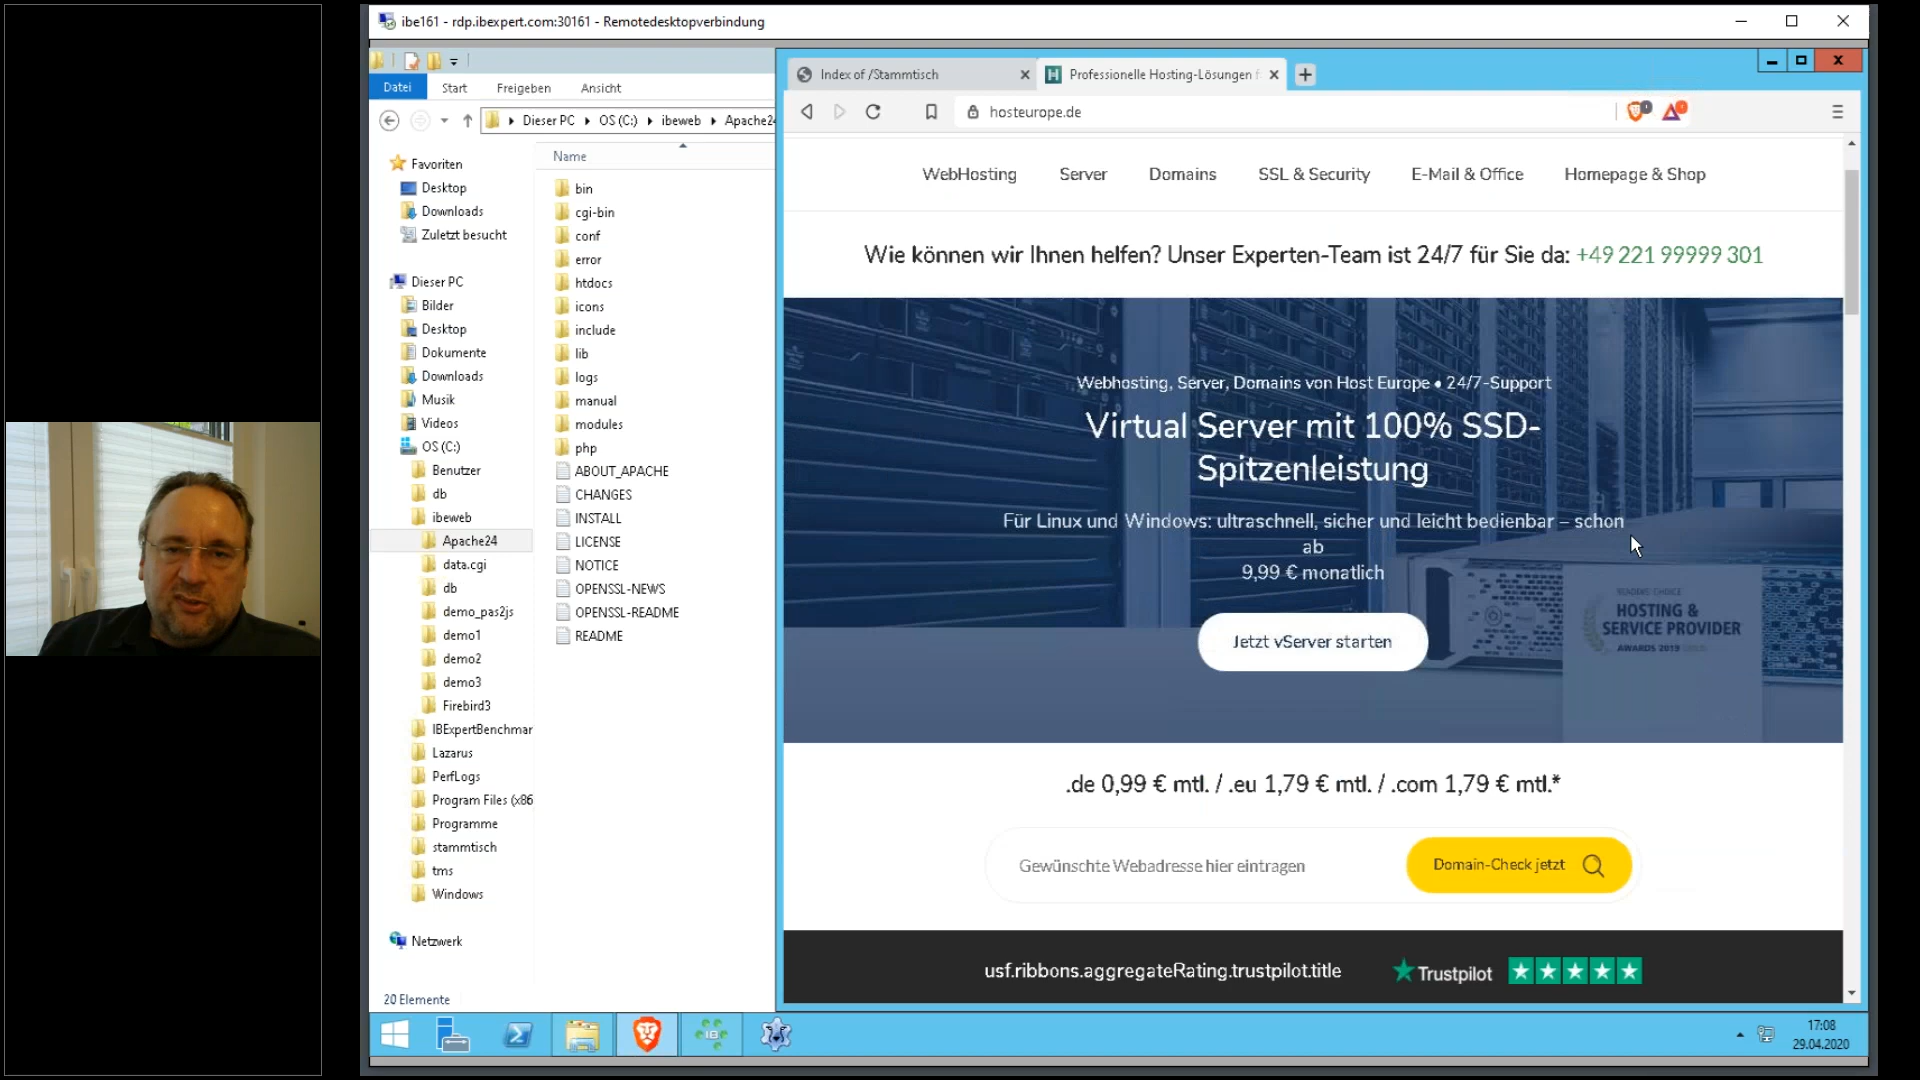 ibe161 - rdp.ibexpert.com:30161 - Remotedesktopverbindung
Datei
Start
Freigeben
Ansicht
Dieser PC
OS (C:)
ibeweb
Apache24
Favoriten
Desktop
Downloads
Zuletzt besucht
Dieser PC
Bilder
Desktop
Dokumente
Downloads
Musik
Videos
OS (C:)
Benutzer
db
ibeweb
Apache24
data.cgi
db
demo_pas2js
demo1
demo2
demo3
Firebird3
IBExpertBenchmar
Lazarus
PerfLogs
Program Files (x86
Programme
stammtisch
tms
Windows
Netzwerk
20 Elemente
Name
bin
cgi-bin
conf
error
htdocs
icons
include
lib
logs
manual
modules
php
ABOUT_APACHE
CHANGES
INSTALL
LICENSE
NOTICE
OPENSSL-NEWS
OPENSSL-README
README
Index of /Stammtisch
Professionelle Hosting-Lösungen f
hosteurope.de
WebHosting
Server
Domains
SSL & Security
E-Mail & Office
Homepage & Shop
Wie können wir Ihnen helfen? Unser Experten-Team ist 24/7 für Sie da: +49 221 99999 301
Webhosting, Server, Domains von Host Europe • 24/7-Support
Virtual Server mit 100% SSD-
Spitzenleistung
Für Linux und Windows: ultraschnell, sicher und leicht bedienbar – schon
ab
9,99 € monatlich
Jetzt vServer starten
HOSTING &
SERVICE PROVIDER
AWARDS 2019
.de 0,99 € mtl. / .eu 1,79 € mtl. / .com 1,79 € mtl.*
Gewünschte Webadresse hier eintragen
Domain-Check jetzt
usf.ribbons.aggregateRating.trustpilot.title
Trustpilot
17:08
29.04.2020